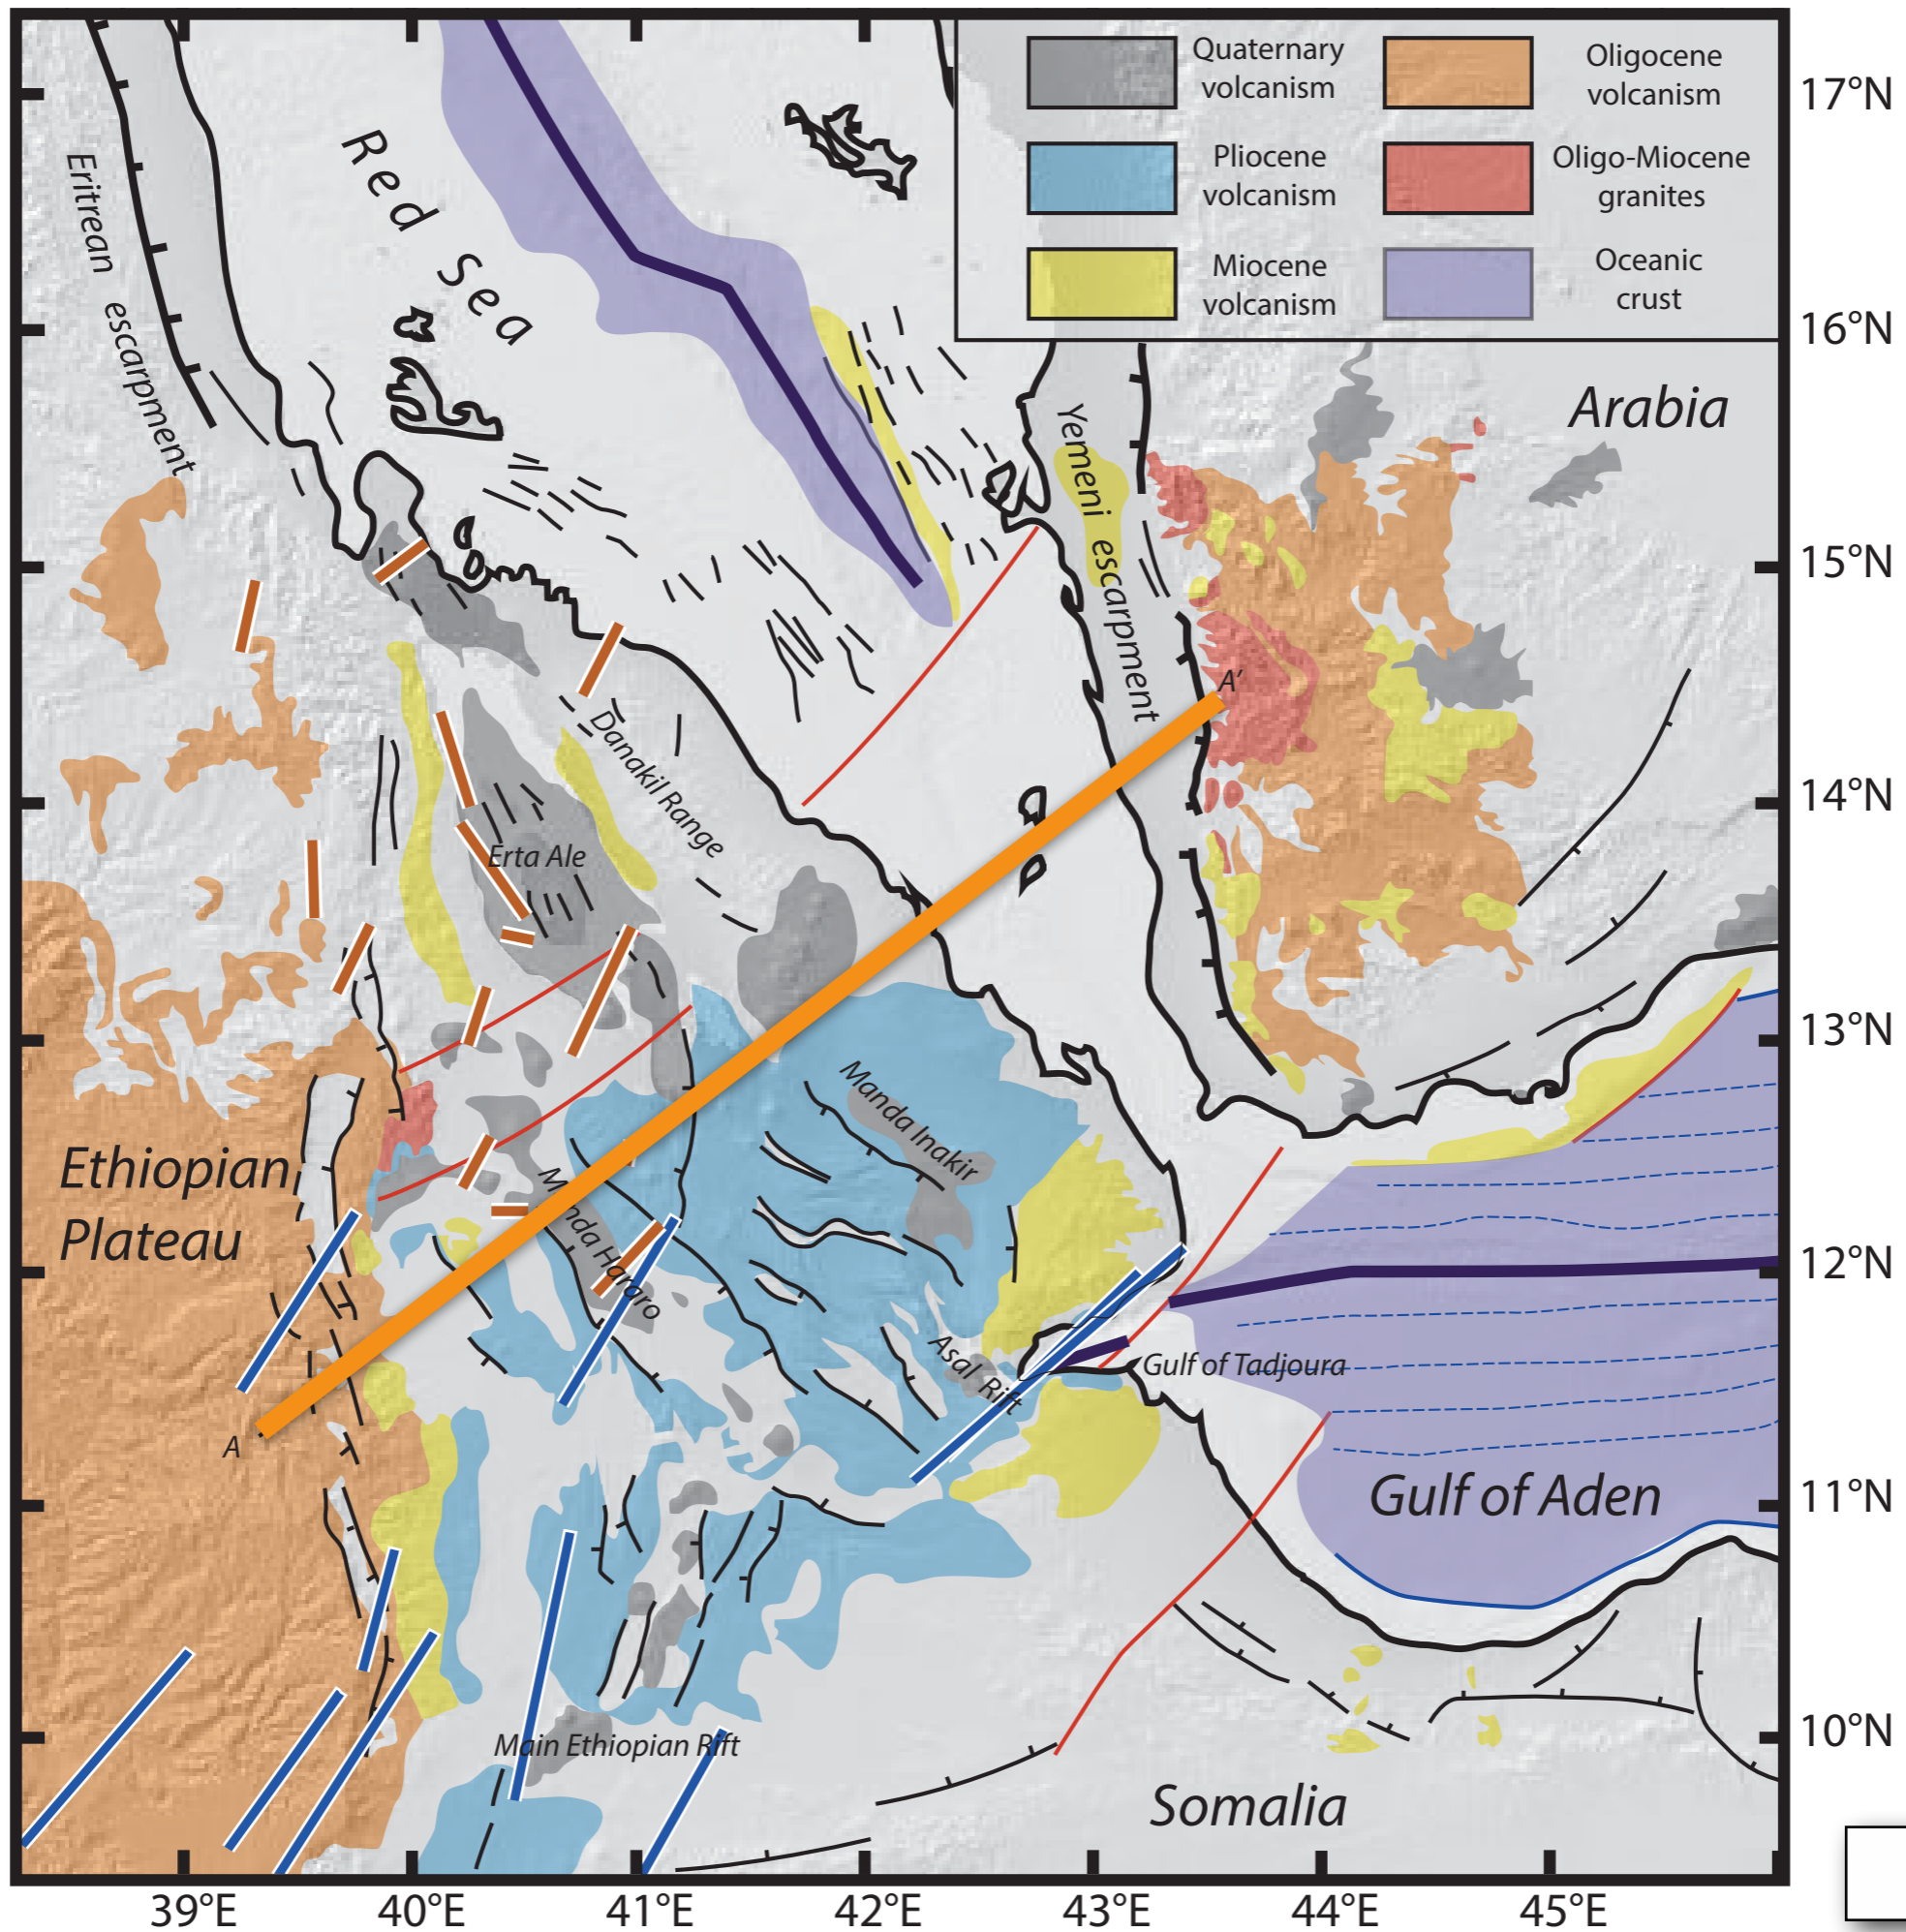 Quaternary
volcanism
Oligocene
volcanism
Pliocene
volcanism
Oligo-Miocene
granites
Miocene
volcanism
Oceanic
crust
17°N
16°N
15°N
14°N
13°N
12°N
11°N
10°N
Eritrean escarpment
Red Sea
Yemeni escarpment
Arabia
A'
Danakil Range
Erta Ale
Manda Inakir
Ethiopian
Plateau
Manda Hararo
Asal Rift
Gulf of Tadjoura
A
Gulf of Aden
Main Ethiopian Rift
Somalia
39°E
40°E
41°E
42°E
43°E
44°E
45°E